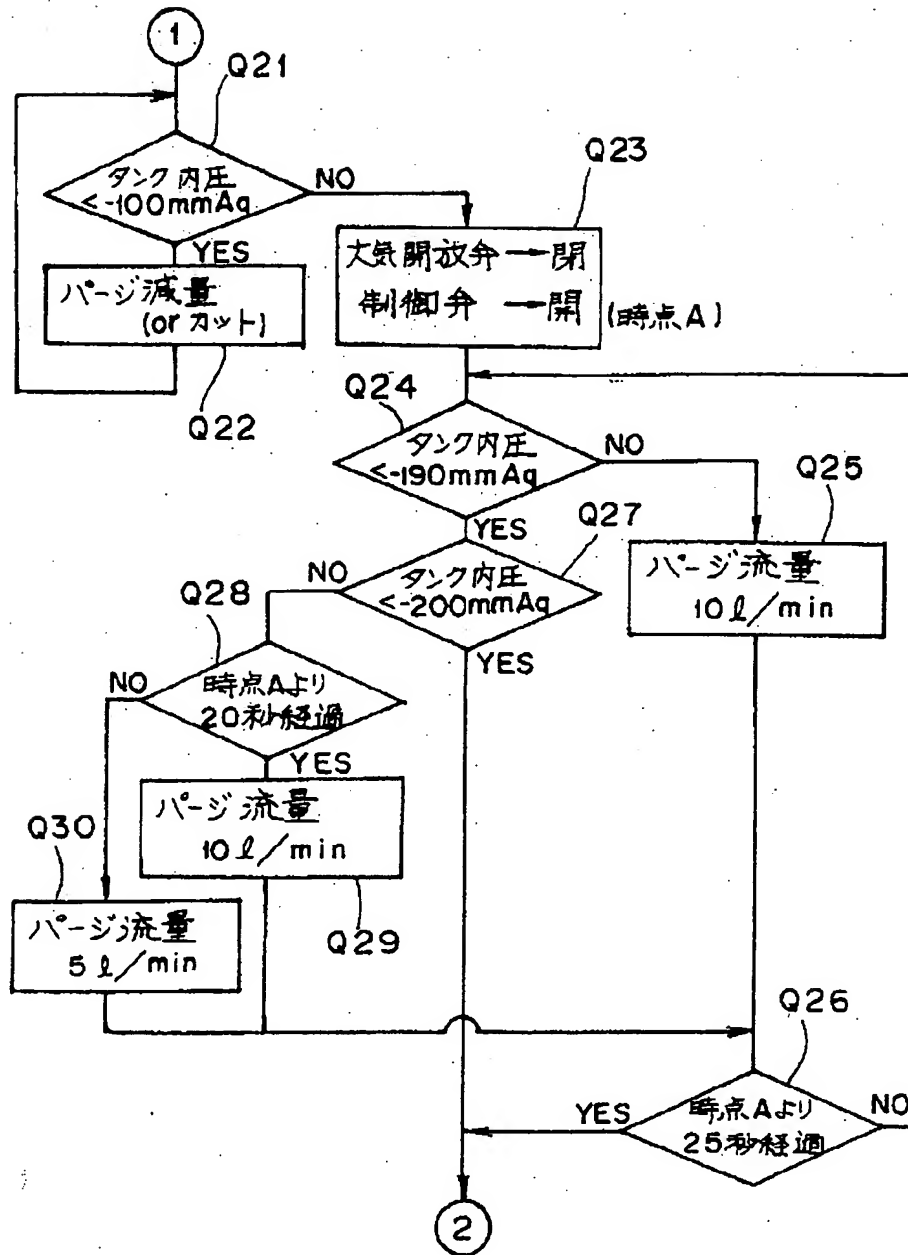 1
Q21
タンク内圧
<-100mmAq
NO
YES
パージ減量
(or カット)
Q22
Q23
大気開放弁→閉
制御弁→開
(時点A)
Q24
タンク内圧
<-190mmAq
NO
YES
Q25
パージ流量
10ℓ/min
Q27
タンク内圧
<-200mmAq
NO
YES
Q28
時点Aより
20秒経過
NO
YES
パージ流量
10ℓ/min
Q29
Q30
パージ流量
5ℓ/min
Q26
時点Aより
25秒経過
YES
NO
2